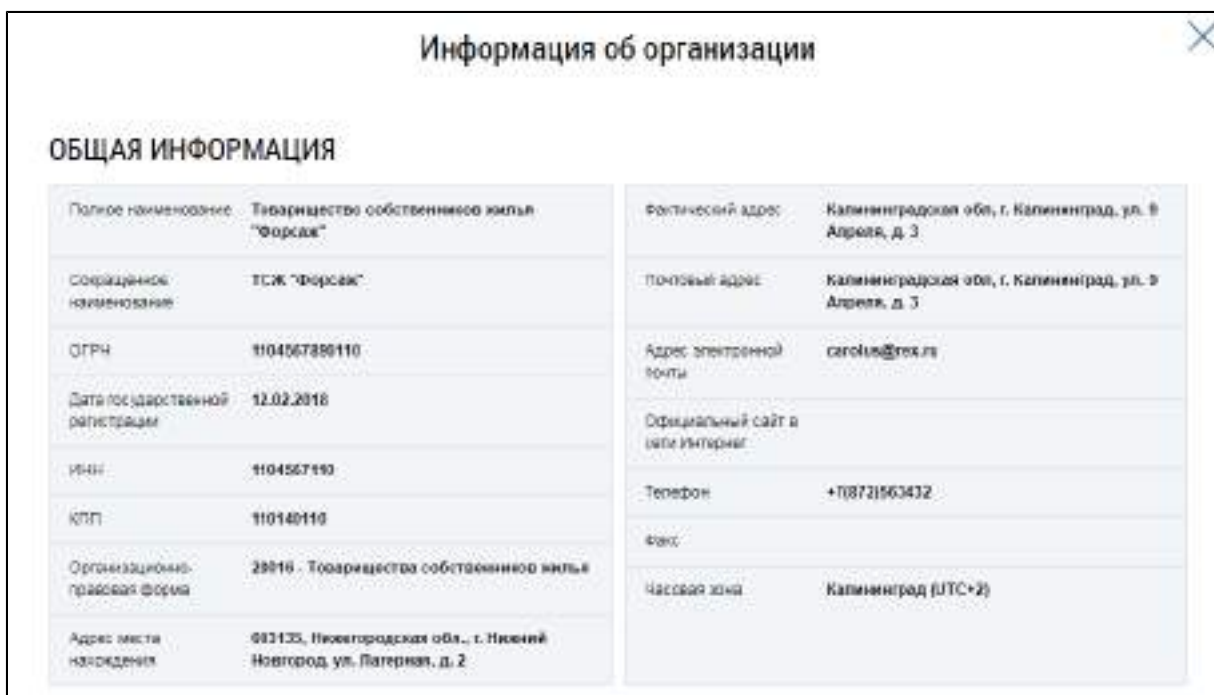 Информация об организации
ОБЩАЯ ИНФОРМАЦИЯ
Полное наименование Товарищество собственников жилья
"Форсаж"
Сокращенное ТСЖ "Форсаж"
наименование
ОГРН
Дата государственной 12.02.2018
регистрации
ИНН 1104567110
КПП 110140110
Организационно- 20016 - Товарищества собственников жилья
правовая форма
Адрес места 603135, Нижегородская обл., г. Нижний
нахождения Новгород, ул. д. 2
Фактический адрес Калининградская обл, г. Калининград, ул. 9
Апреля, д. 3
Почтовый адрес Калининградская обл, г. Калининград, ул. 9
Апреля, д. 3
Адрес электронной carolus@rex.ru
почты
Официальный сайт в
сети Интернет
Телефон +7(872)563432
Факс
Часовая зона Калининград (UTC+2)